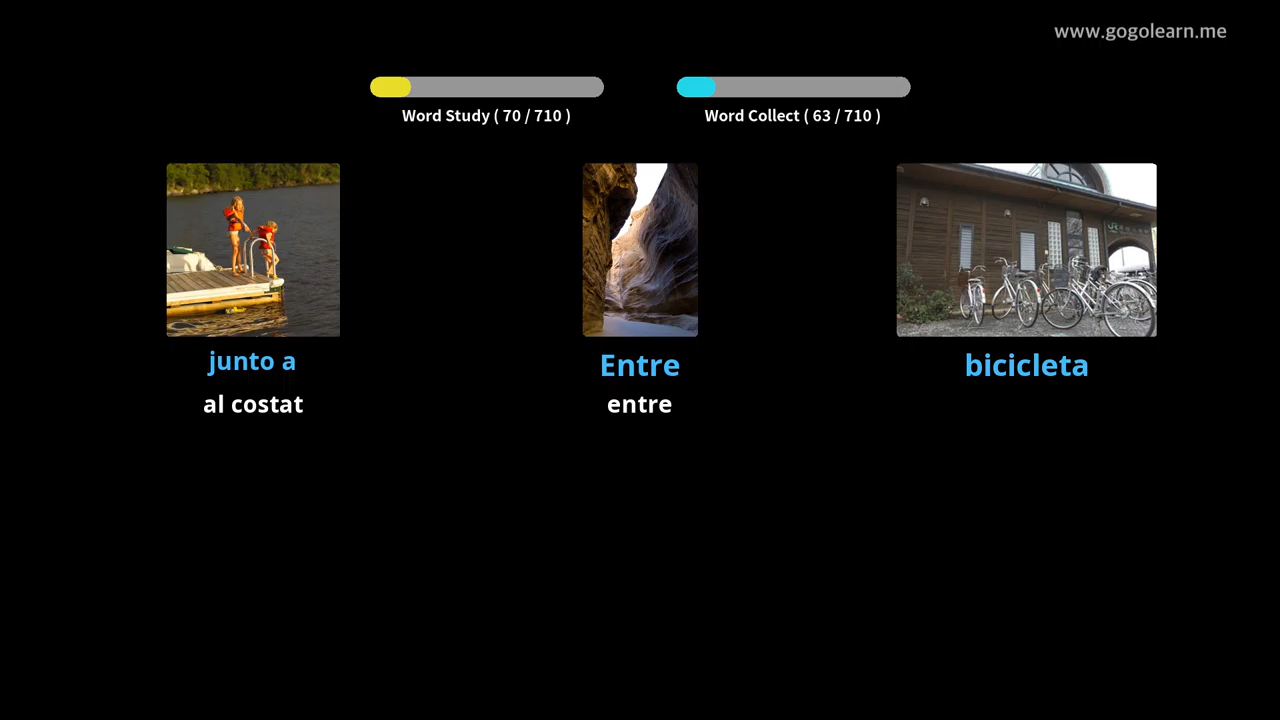 www.gogolearn.me
Word Study ( 70 / 710 )
Word Collect ( 63 / 710 )
junto a
al costat
Entre
entre
bicicleta